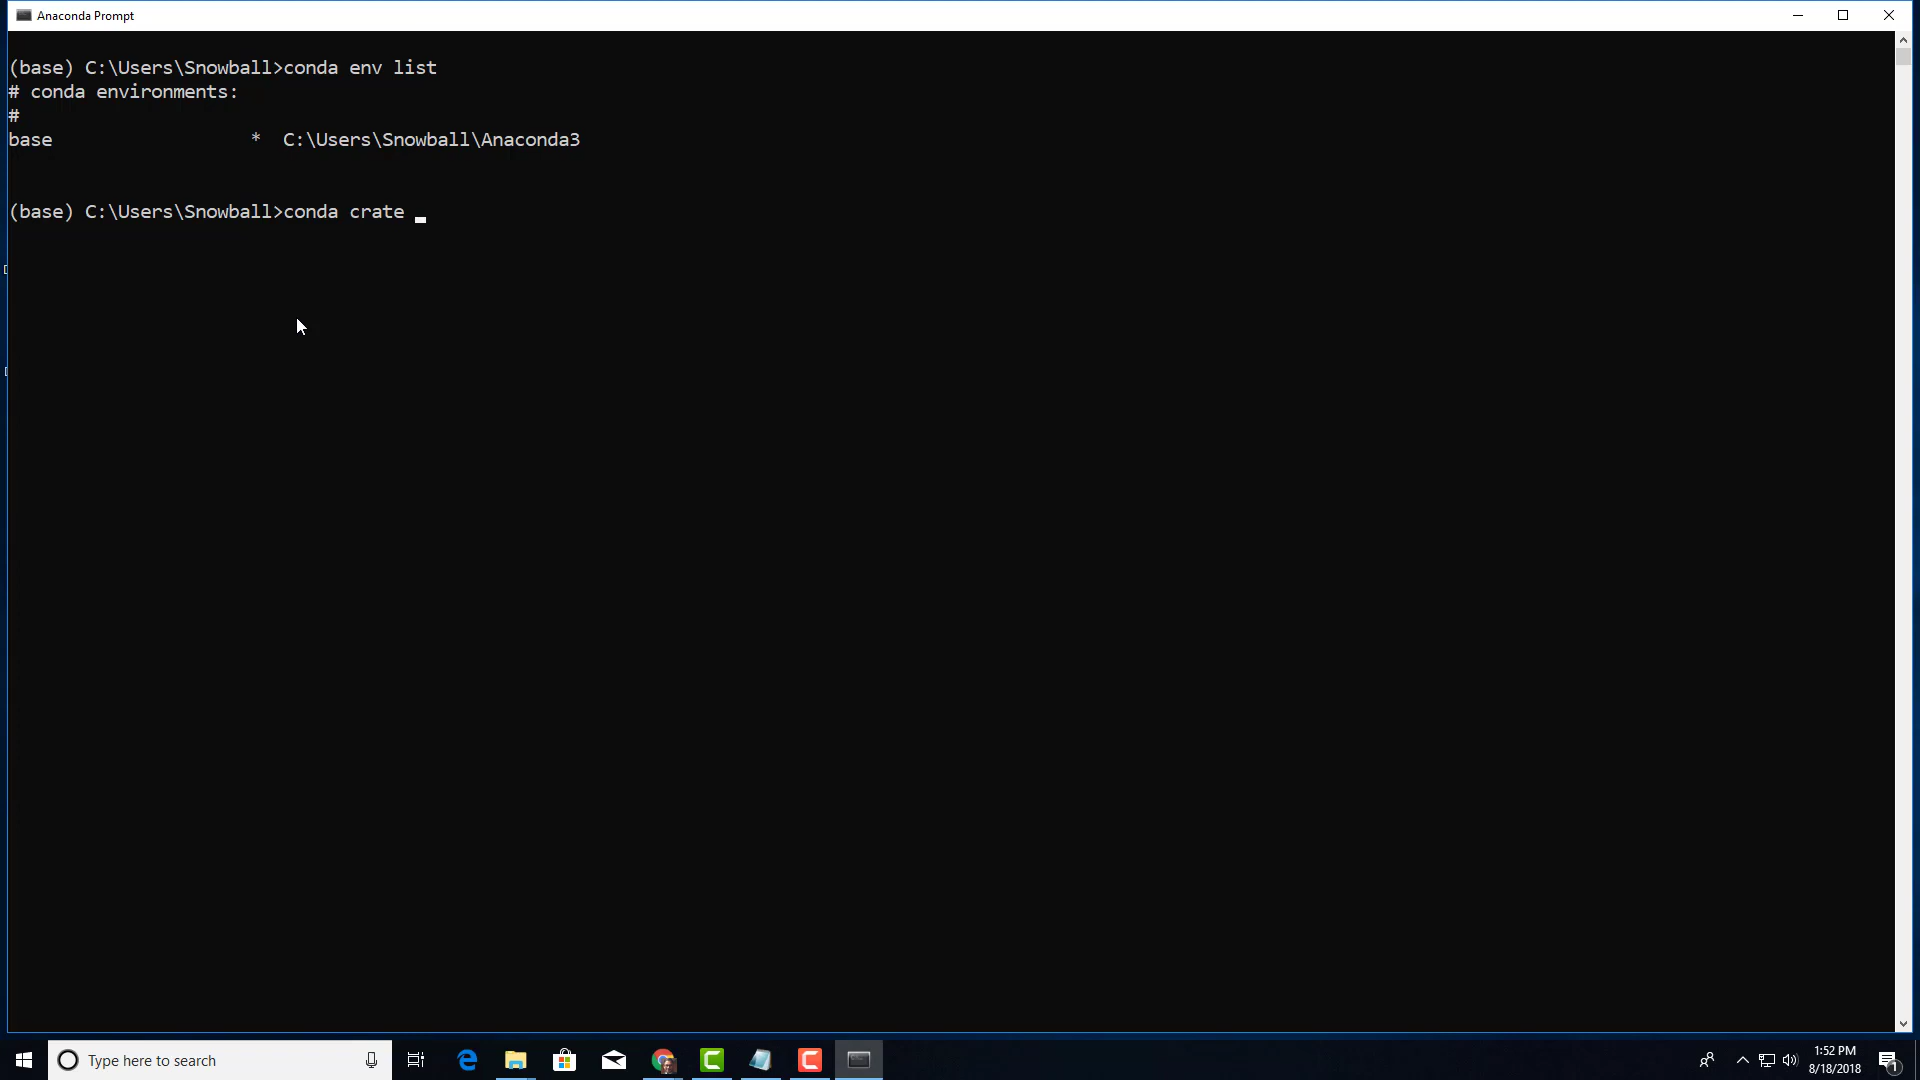 Anaconda Prompt
(base) C:\Users\Snowball>conda env list
# conda environments:
#
base * C:\Users\Snowball\Anaconda3
(base) C:\Users\Snowball>conda crate _
Type here to search
1:52 PM
8/18/2018
1